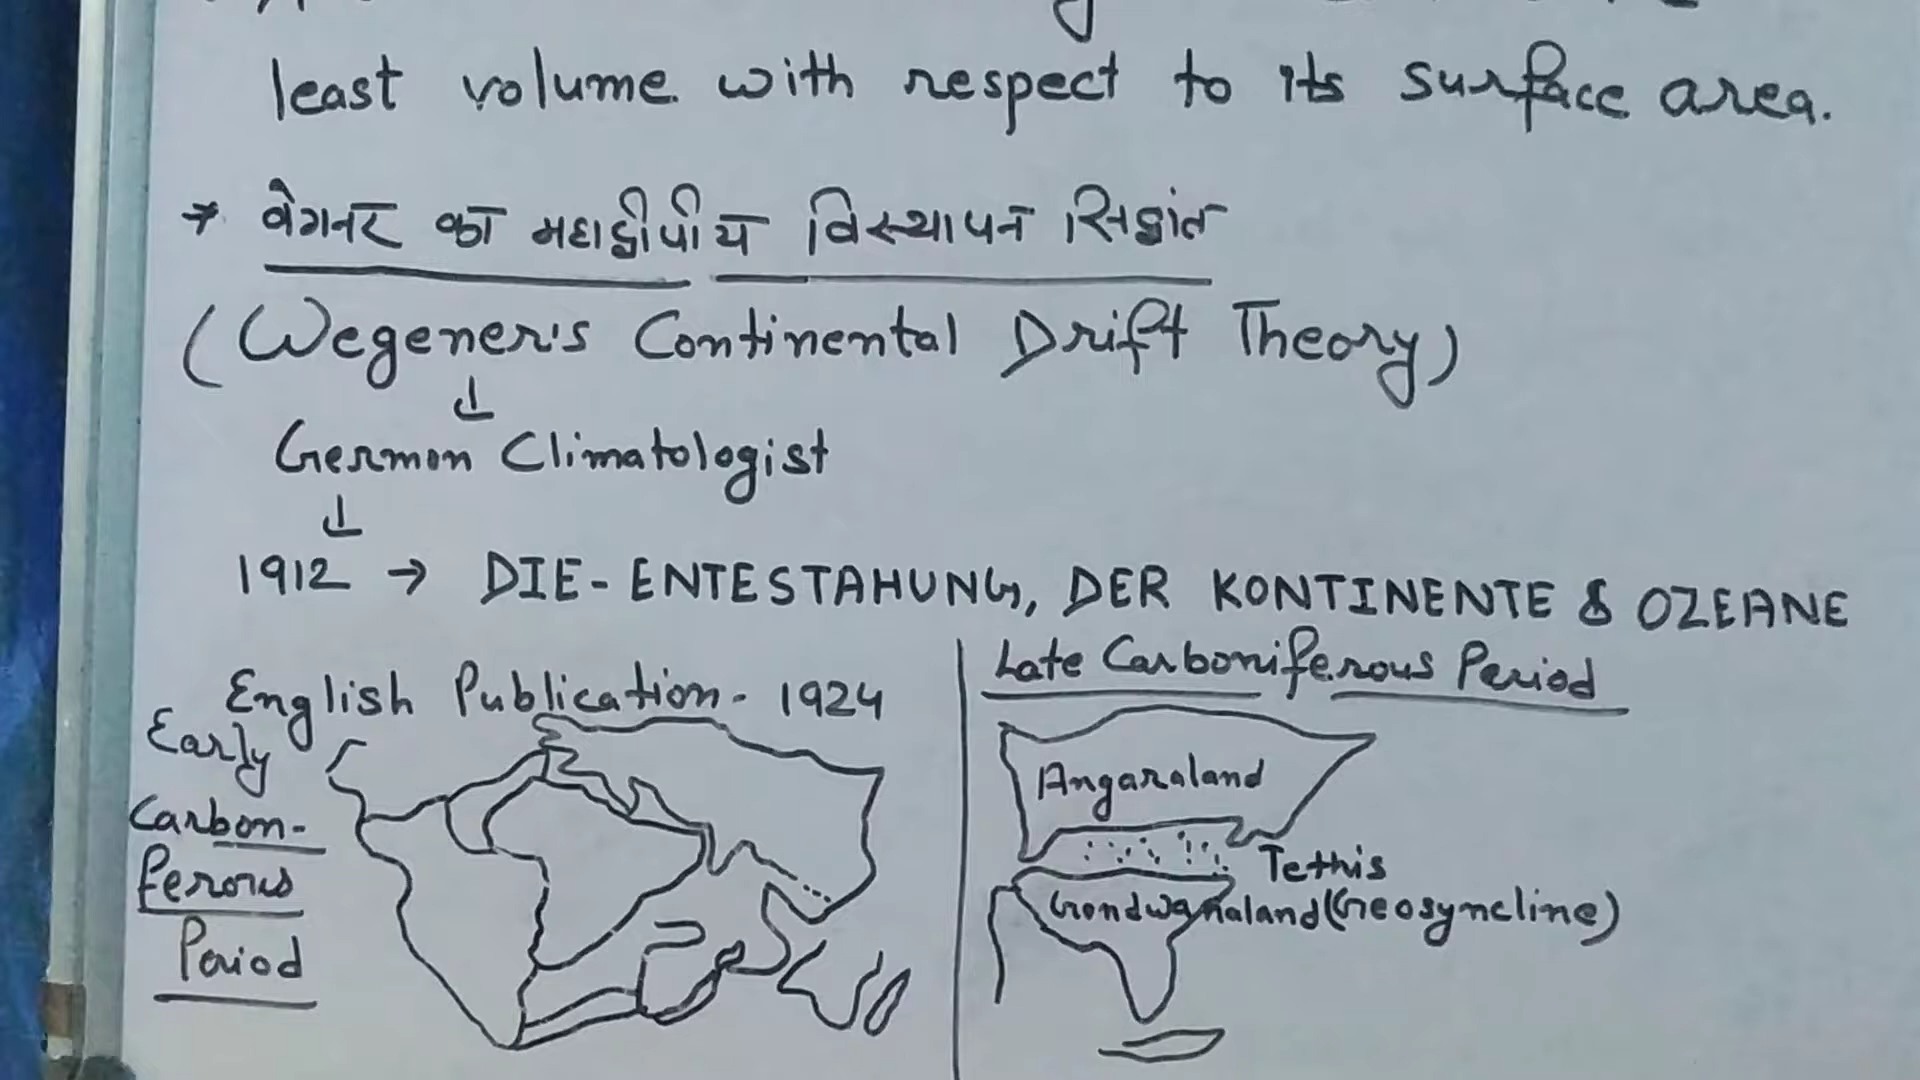 least volume with respect to its surface area.
→ वेगनर का महाद्वीपीय विस्थापन सिद्धांत
(Wegener's Continental Drift Theory)
↓
German Climatologist
↓
1912 → DIE-ENTESTAHUNG, DER KONTINENTE & OZEANE
English Publication - 1924
Early
Carbon-
ferous
Period
Late Carboniferous Period
Angaraland
Tethis
Gondwanaland (Geosyncline)